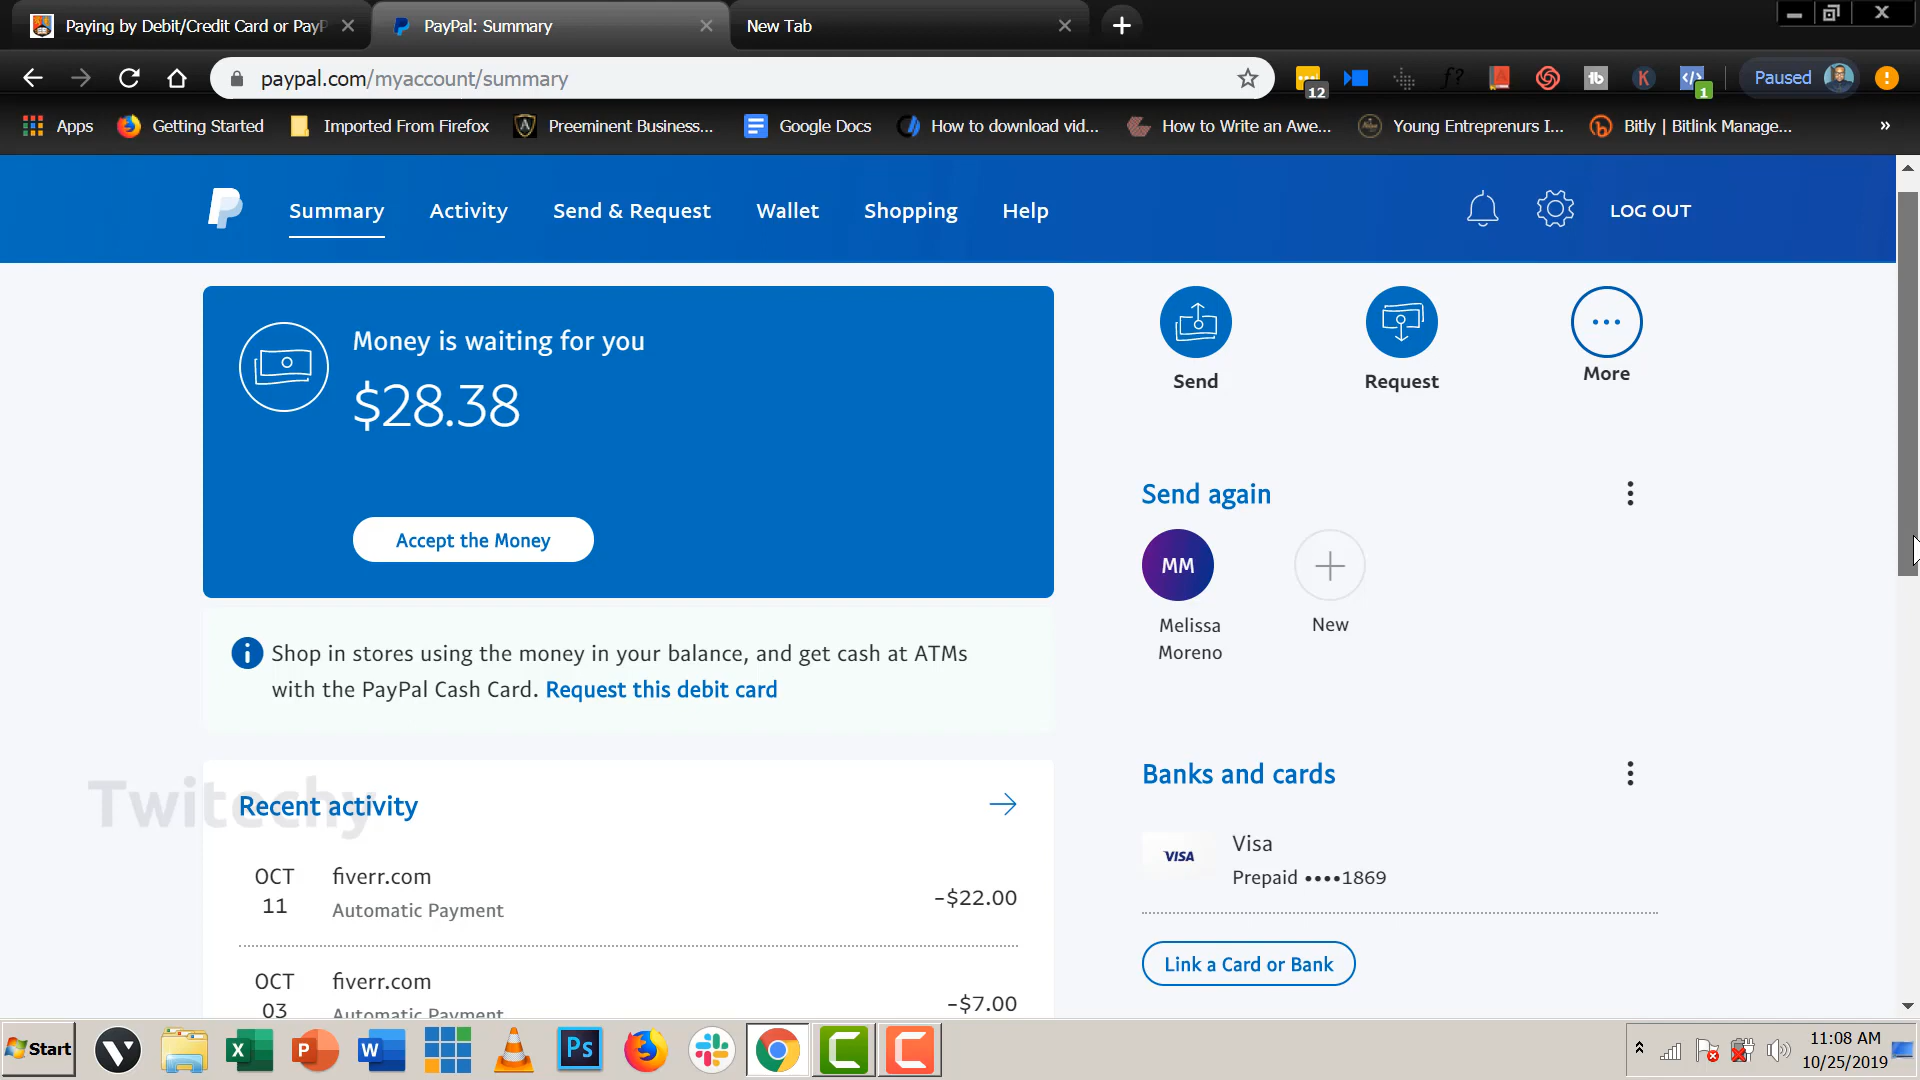 Paying by Debit/Credit Card or PayP
PayPal: Summary
New Tab
paypal.com/myaccount/summary
12
f?
tb
K
1
Paused
Apps
Getting Started
Imported From Firefox
Preeminent Business...
Google Docs
How to download vid...
How to Write an Awe...
Young Entreprenurs I...
Bitly | Bitlink Manage...
»
Summary
Activity
Send & Request
Wallet
Shopping
Help
LOG OUT
Money is waiting for you
$28.38
Accept the Money
Send
Request
More
Send again
MM
Melissa
Moreno
New
Shop in stores using the money in your balance, and get cash at ATMs
with the PayPal Cash Card. Request this debit card
Banks and cards
VISA
Visa
Prepaid ••••1869
Link a Card or Bank
Twitechy
Recent activity
OCT
11
fiverr.com
Automatic Payment
-$22.00
OCT
03
fiverr.com
Automatic Payment
-$7.00
Start
11:08 AM
10/25/2019